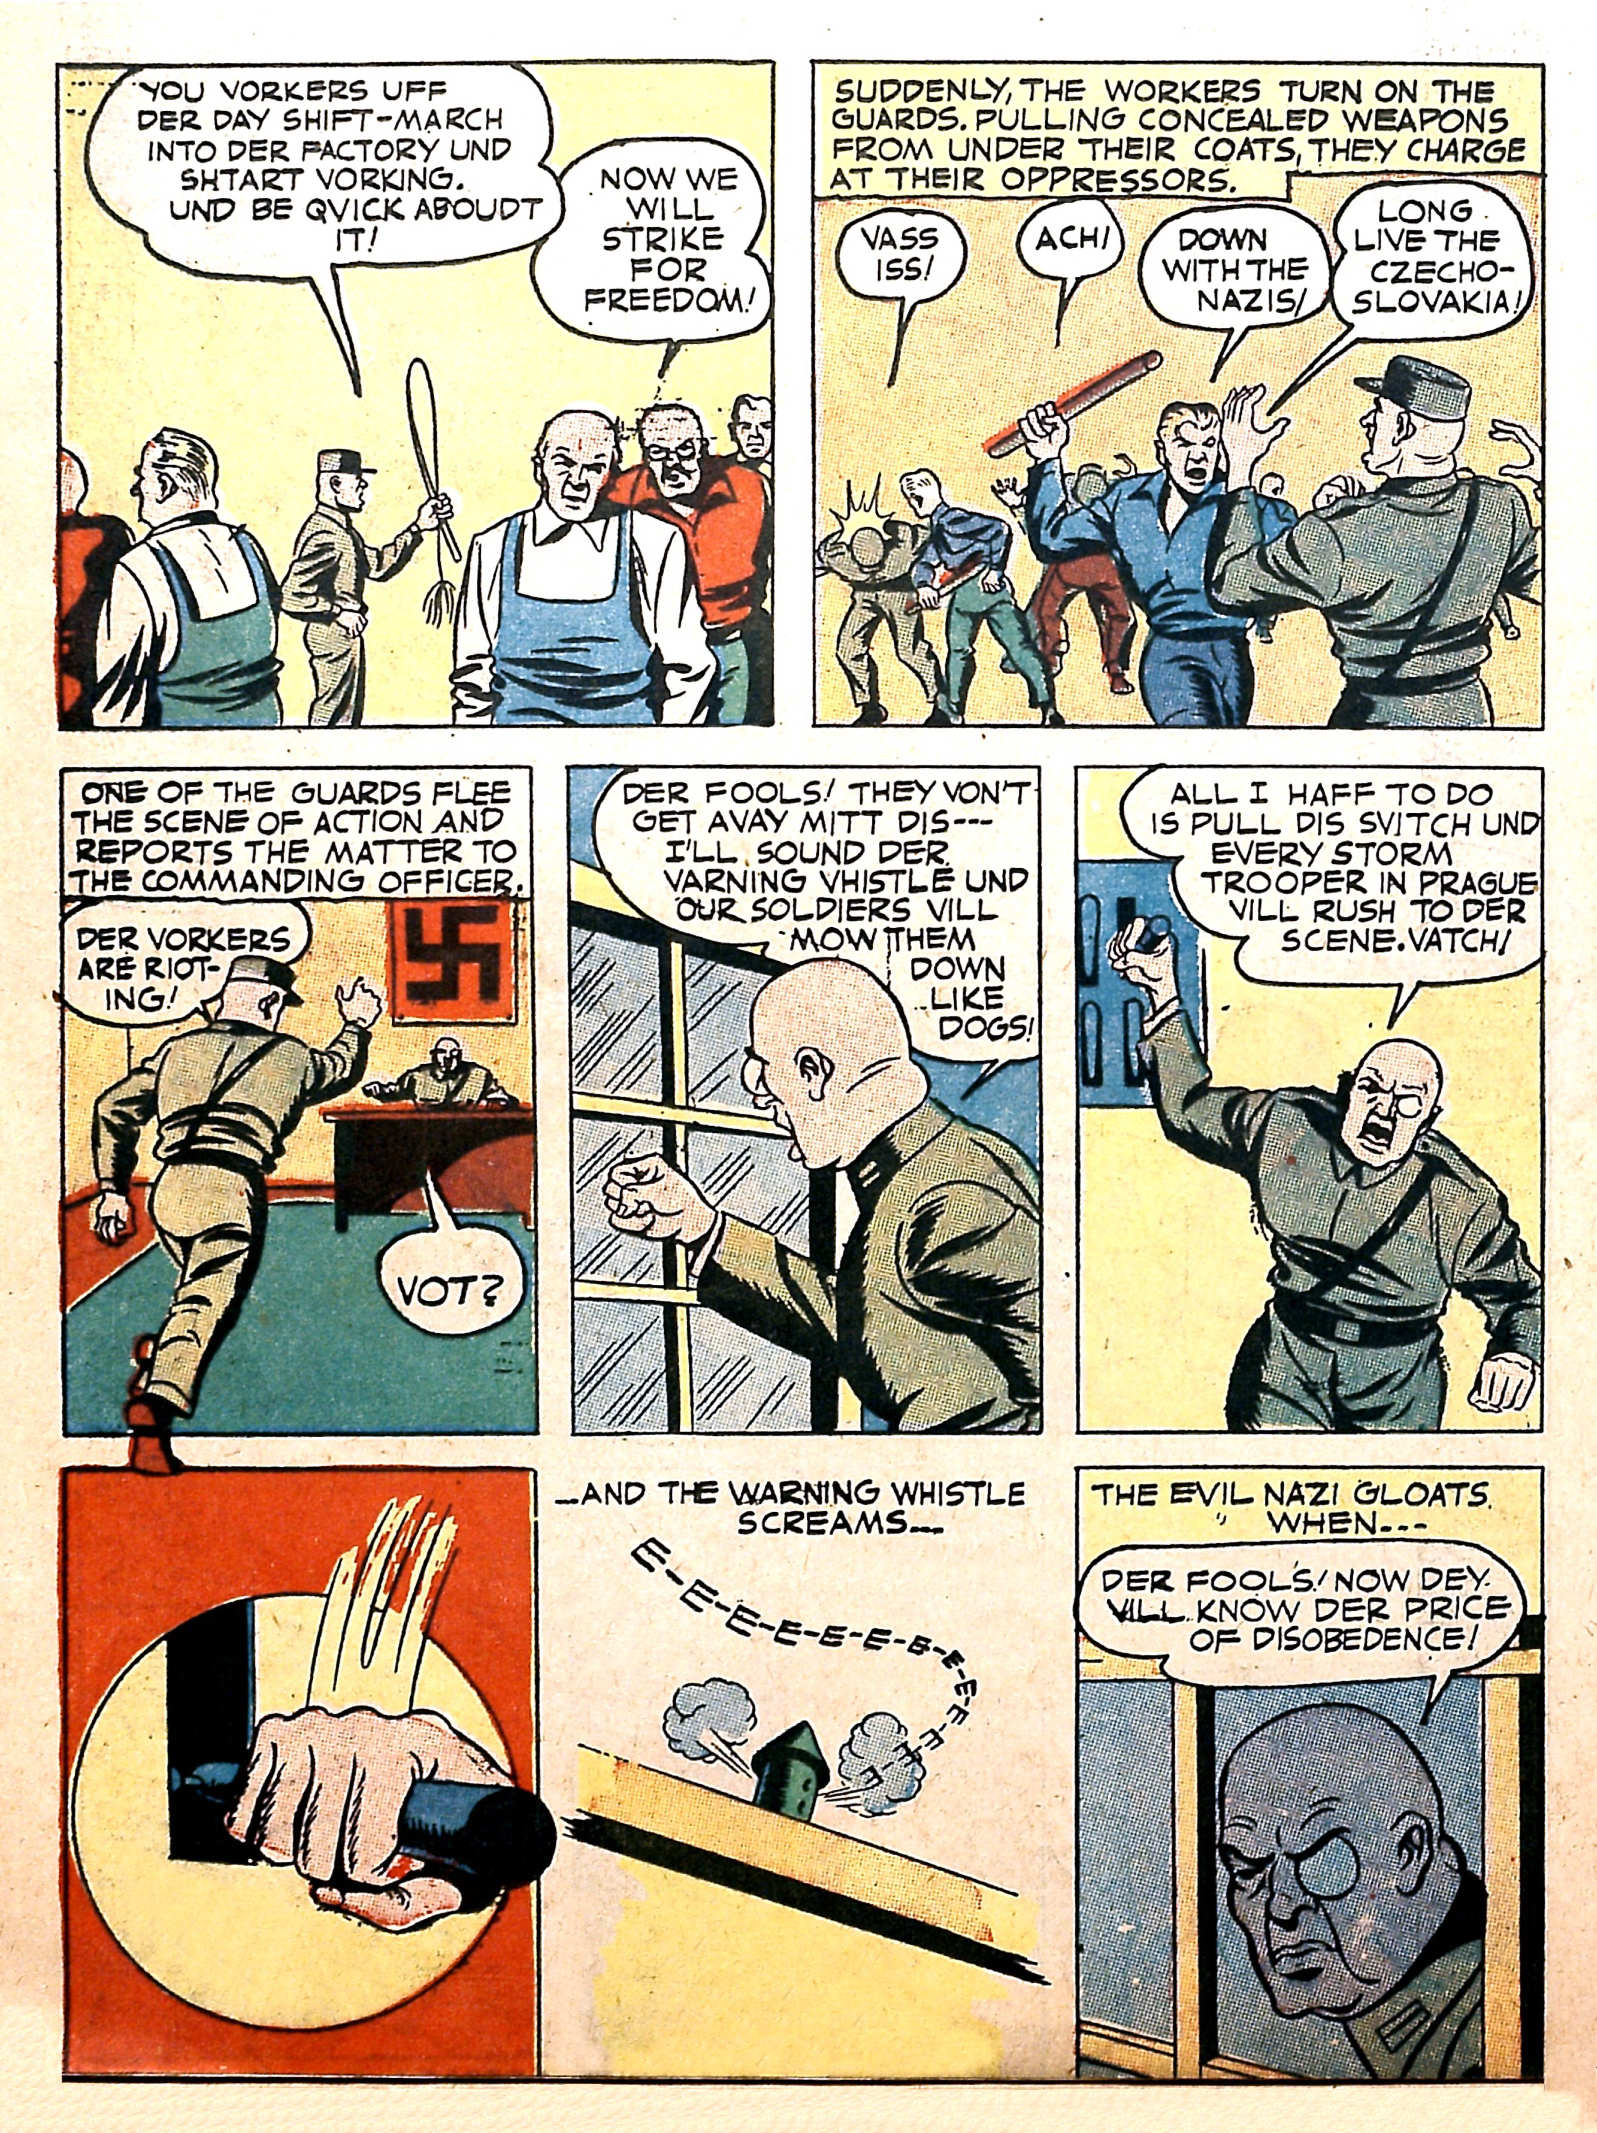 YOU VORKERS UFF
DER DAY SHIFT-MARCH
INTO DER FACTORY UND
SHTART VORKING.
UND BE QVICK ABOUDT
IT!
NOW WE
WILL
STRIKE
FOR
FREEDOM!
SUDDENLY, THE WORKERS TURN ON THE
GUARDS. PULLING CONCEALED WEAPONS
FROM UNDER THEIR COATS, THEY CHARGE
AT THEIR OPPRESSORS.
VASS
ISS!
ACH!
DOWN
WITH THE
NAZIS!
LONG
LIVE THE
CZECHO-
SLOVAKIA!
ONE OF THE GUARDS FLEE
THE SCENE OF ACTION AND
REPORTS THE MATTER TO
THE COMMANDING OFFICER.
DER VORKERS
ARE RIOT-
ING!
VOT?
DER FOOLS! THEY VON'T
GET AVAY MITT DIS---
I'LL SOUND DER
VARNING VHISTLE UND
OUR SOLDIERS VILL
MOW THEM
DOWN
LIKE
DOGS!
ALL I HAFF TO DO
IS PULL DIS SVITCH UND
EVERY STORM
TROOPER IN PRAGUE
VILL RUSH TO DER
SCENE. VATCH!
...AND THE WARNING WHISTLE
SCREAMS...
E-E-E-E-E-E-B-E-E-E-E-E-E-E-E
THE EVIL NAZI GLOATS,
WHEN---
DER FOOLS! NOW DEY
VILL KNOW DER PRICE
OF DISOBEDENCE!